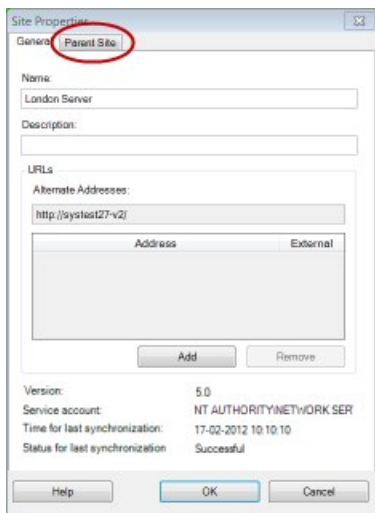 Site Properties
General Parent Site
Name:
London Server
Description:
URLs
Alternate Addresses:
http://systest27-v2/
Address External
Add Remove
Version: 5.0
Service account: NT AUTHORITY\NETWORK SER
Time for last synchronization: 17-02-2012 10:10:10
Status for last synchronization Successful
Help OK Cancel